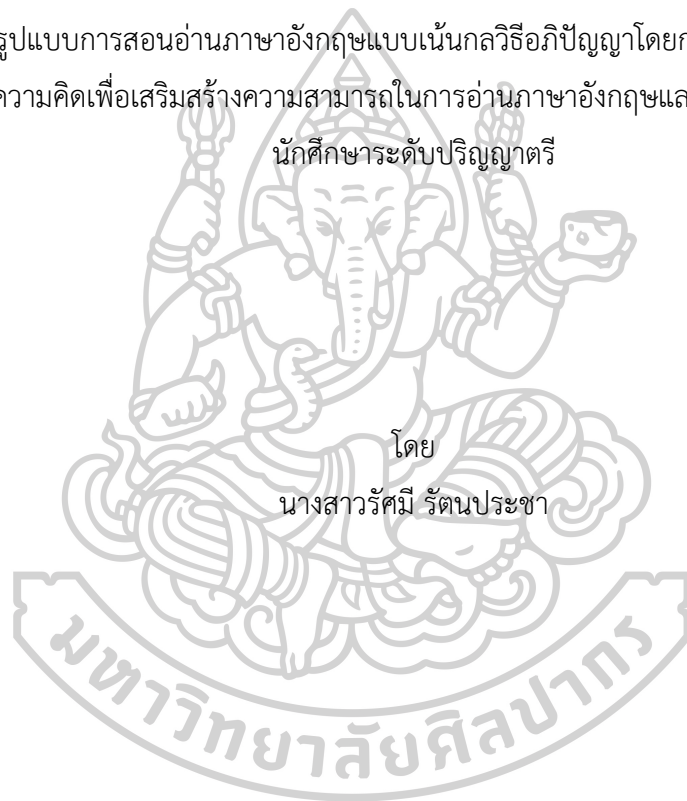 รูปแบบการสอนอ่านภาษาอังกฤษแบบเน้นกลวิธีอภิปัญญาโดย
ความคิดเพื่อเสริมสร้างความสามารถในการอ่านภาษาอังกฤษ
นักศึกษาระดับปริญญาตรี
โดย
นางสาวรัศมี รัตนประชา
มหาวิทยาลัยศิลปากร